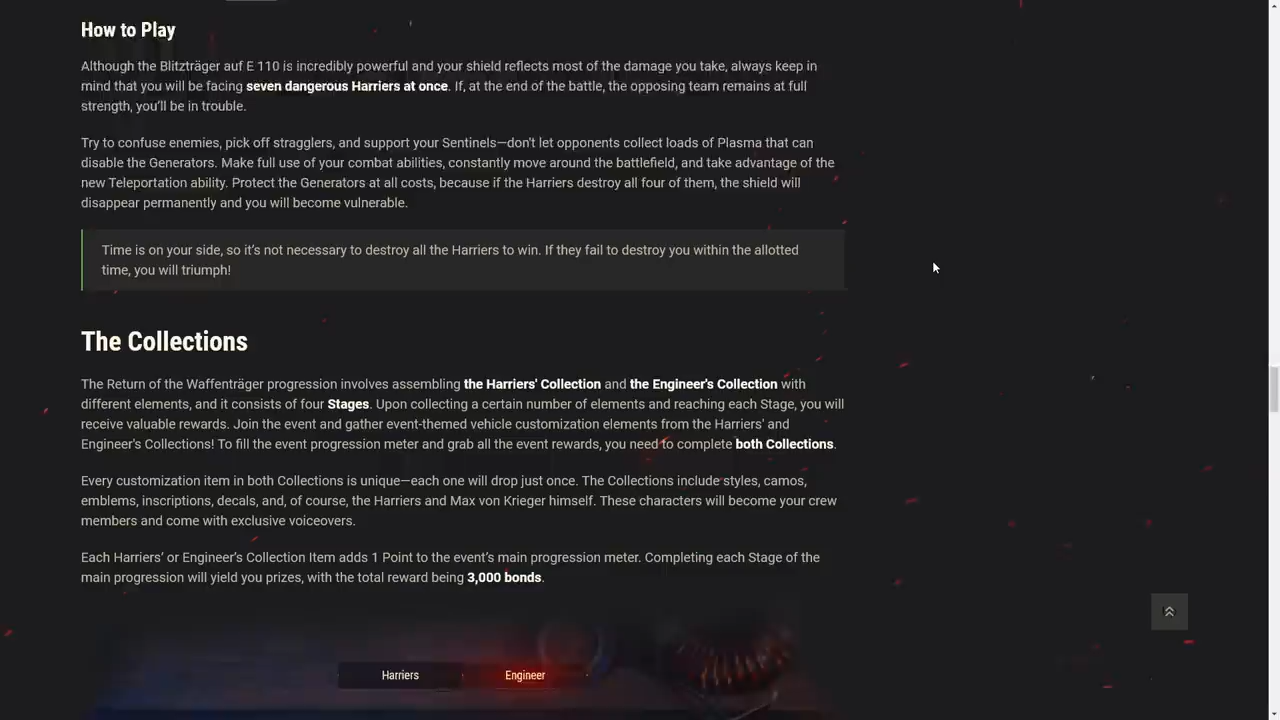 How to Play
Although the Blitzträger auf E 110 is incredibly powerful and your shield reflects most of the damage you take, always keep in
mind that you will be facing seven dangerous Harriers at once. If, at the end of the battle, the opposing team remains at full
strength, you'll be in trouble.
Try to confuse enemies, pick off stragglers, and support your Sentinels—don't let opponents collect loads of Plasma that can
disable the Generators. Make full use of your combat abilities, constantly move around the battlefield, and take advantage of the
new Teleportation ability. Protect the Generators at all costs, because if the Harriers destroy all four of them, the shield will
disappear permanently and you will become vulnerable.
Time is on your side, so it's not necessary to destroy all the Harriers to win. If they fail to destroy you within the allotted
time, you will triumph!
The Collections
The Return of the Waffenträger progression involves assembling the Harriers' Collection and the Engineer's Collection with
different elements, and it consists of four Stages. Upon collecting a certain number of elements and reaching each Stage, you will
receive valuable rewards. Join the event and gather event-themed vehicle customization elements from the Harriers' and
Engineer's Collections! To fill the event progression meter and grab all the event rewards, you need to complete both Collections.
Every customization item in both Collections is unique—each one will drop just once. The Collections include styles, camos,
emblems, inscriptions, decals, and, of course, the Harriers and Max von Krieger himself. These characters will become your crew
members and come with exclusive voiceovers.
Each Harriers’ or Engineer’s Collection Item adds 1 Point to the event’s main progression meter. Completing each Stage of the
main progression will yield you prizes, with the total reward being 3,000 bonds.
Harriers
Engineer